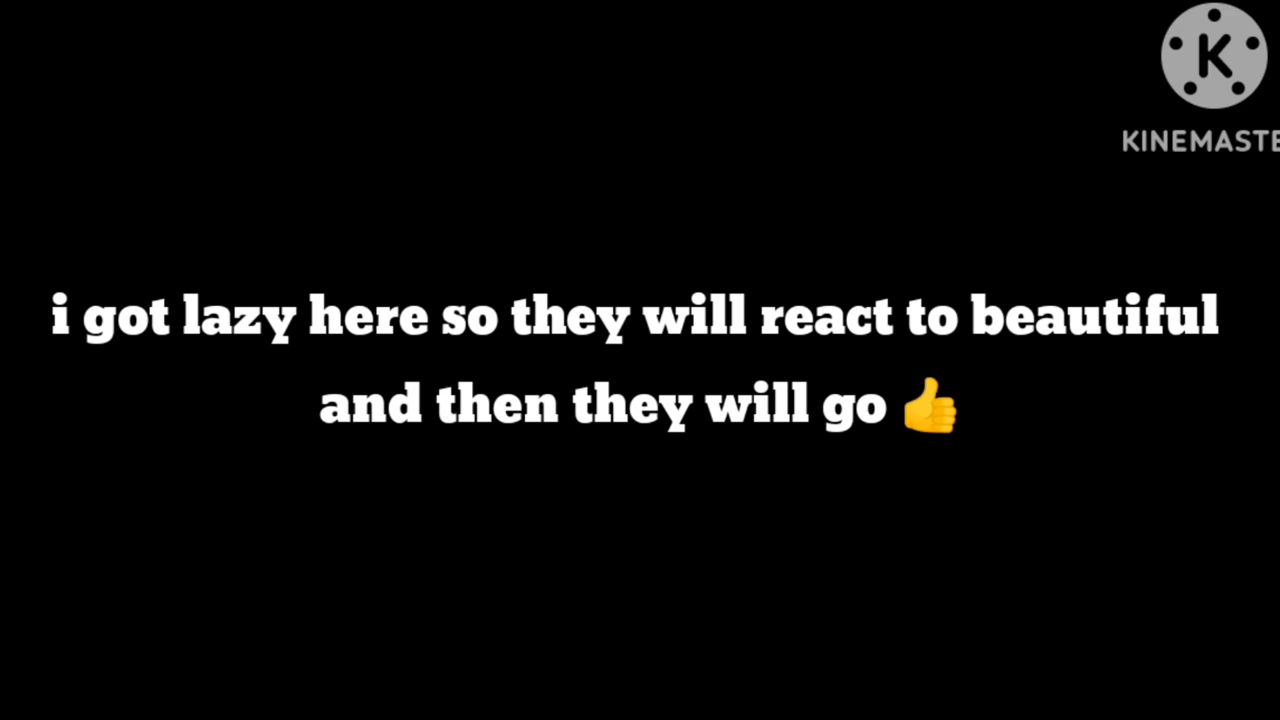 K
KINEMASTE
i got lazy here so they will react to beautiful
and then they will go 👍